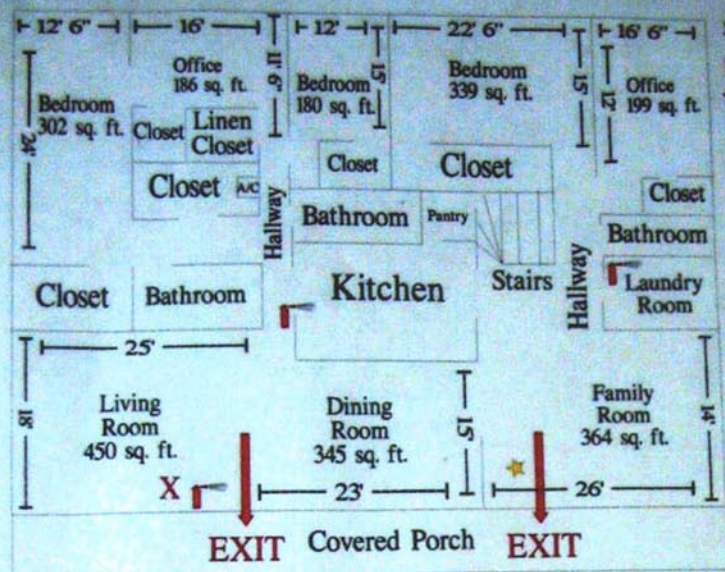 12' 6"
16'
12'
22' 6"
16' 6"
11' 6"
15'
15'
12'
24'
Office
186 sq. ft.
Bedroom
302 sq. ft.
Bedroom
180 sq. ft.
Bedroom
339 sq. ft.
Office
199 sq. ft.
Closet
Linen
Closet
Closet
A/C
Closet
Closet
Closet
Hallway
Bathroom
Pantry
Bathroom
Closet
Bathroom
Kitchen
Stairs
Hallway
Laundry
Room
25'
18'
Living
Room
450 sq. ft.
Dining
Room
345 sq. ft.
15'
Family
Room
364 sq. ft.
14'
X
23'
26'
EXIT
Covered Porch
EXIT